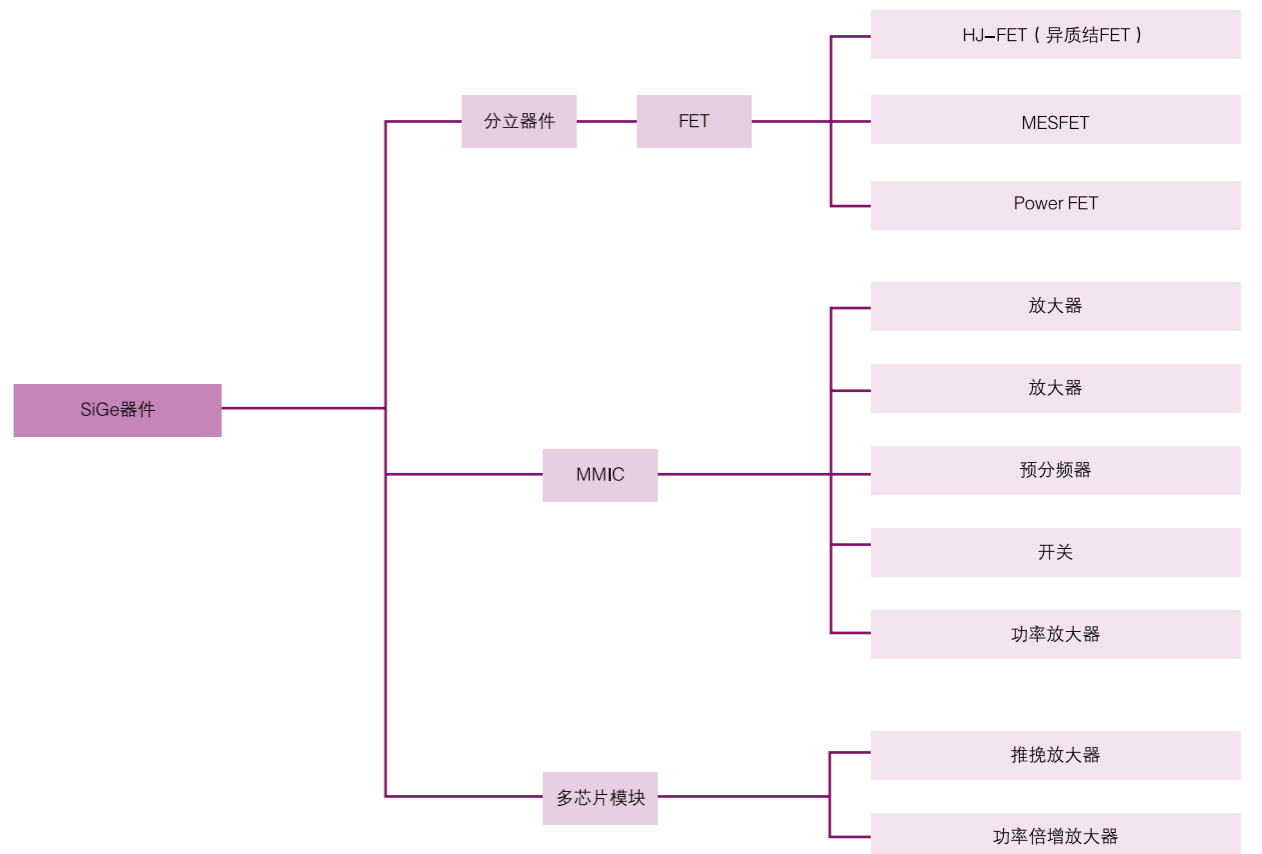 HJ–FET（异质结FET）
分立器件
FET
MESFET
Power FET
放大器
SiGe器件
放大器
MMIC
预分频器
开关
功率放大器
推挽放大器
多芯片模块
功率倍增放大器